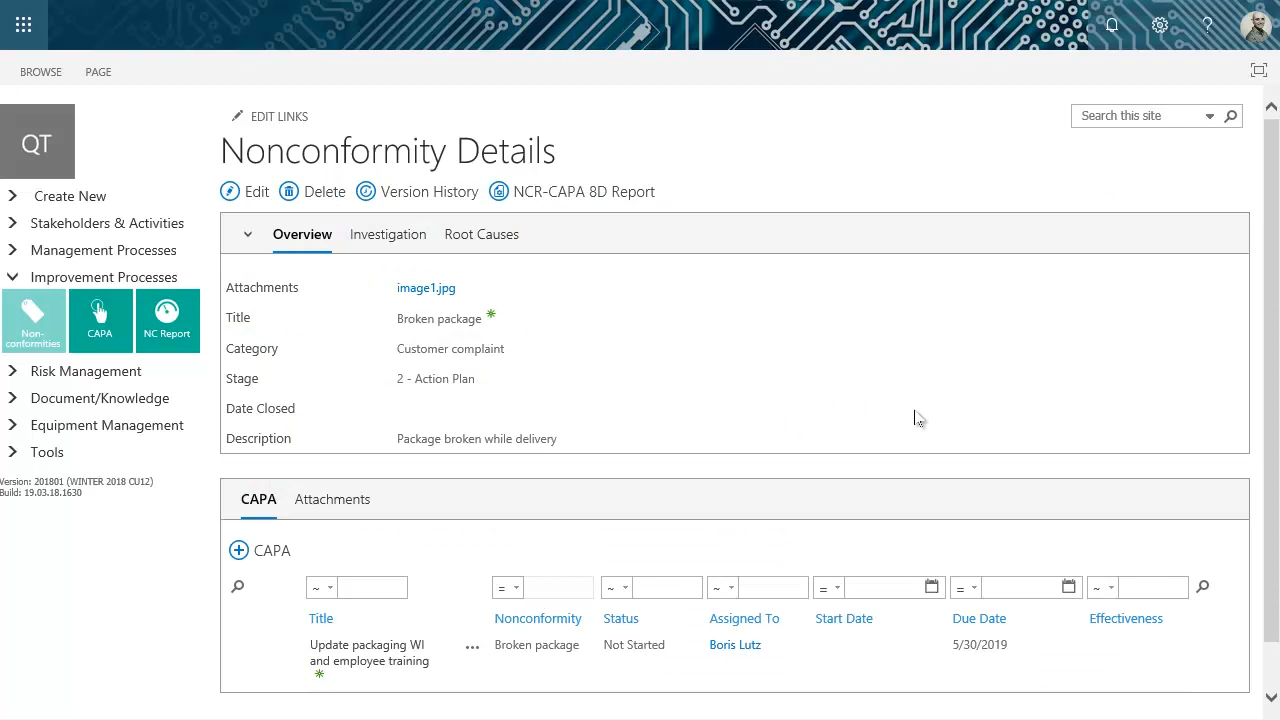 BROWSE PAGE
EDIT LINKS
Search this site
QT
Nonconformity Details
Edit Delete Version History NCR-CAPA 8D Report
Create New
Stakeholders & Activities
Management Processes
Improvement Processes
Non-
conformities
CAPA
NC Report
Risk Management
Document/Knowledge
Equipment Management
Tools
Version: 201801 (WINTER 2018 CU12)
Build: 19.03.18.1630
Overview Investigation Root Causes
Attachments image1.jpg
Title Broken package
Category Customer complaint
Stage 2 - Action Plan
Date Closed
Description Package broken while delivery
CAPA Attachments
CAPA
~ = ~ ~ = = ~
Title Nonconformity Status Assigned To Start Date Due Date Effectiveness
Update packaging WI ... Broken package Not Started Boris Lutz 5/30/2019
and employee training